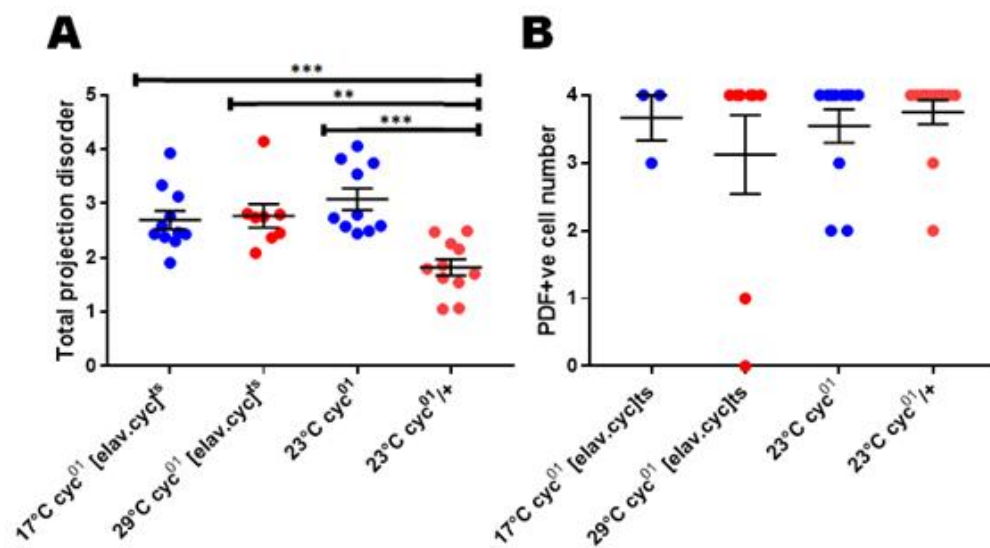 A
B
***
**
***
Total projection disorder
5
4
3
2
1
0
17°C cyc⁰¹ [elav.cyc]ᵗˢ
29°C cyc⁰¹ [elav.cyc]ᵗˢ
23°C cyc⁰¹
23°C cyc⁰¹/+
PDF+ve cell number
4
3
2
1
0
17°C cyc⁰¹ [elav.cyc]ts
29°C cyc⁰¹ [elav.cyc]ts
23°C cyc⁰¹
23°C cyc⁰¹/+